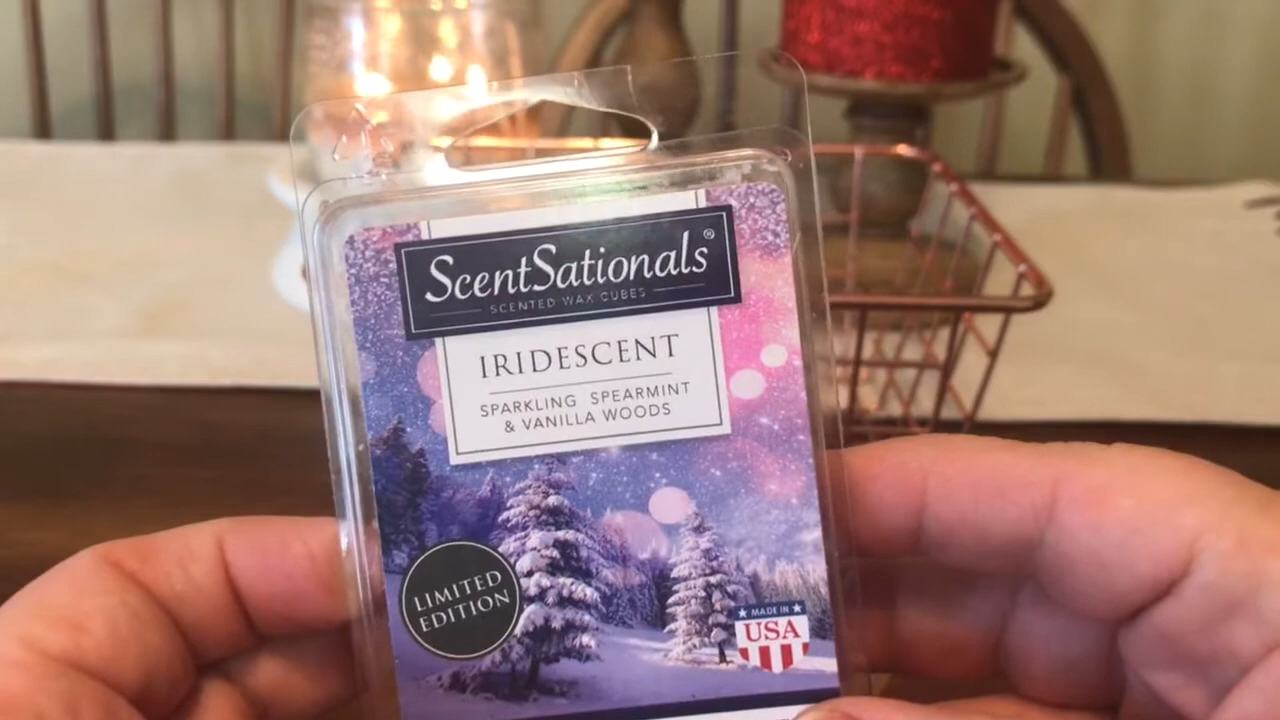 ScentSationals®
SCENTED WAX CUBES
IRIDESCENT
SPARKLING SPEARMINT
& VANILLA WOODS
LIMITED
EDITION
MADE IN
USA